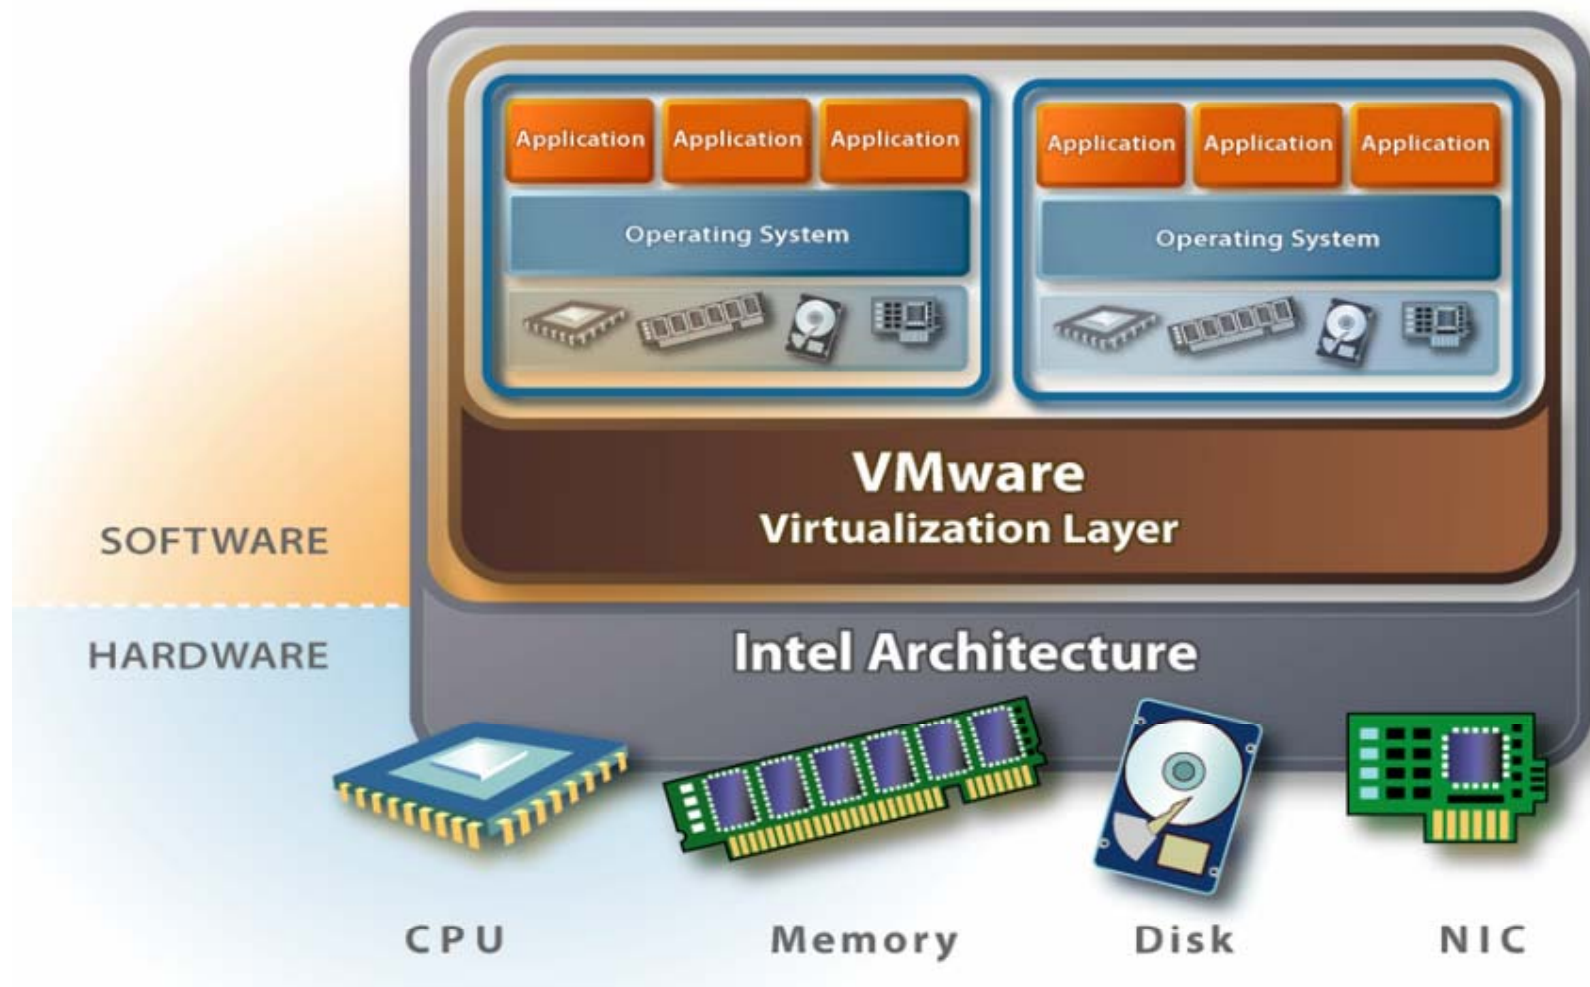 Application Application Application
Application Application Application
Operating System
Operating System
VMware
Virtualization Layer
SOFTWARE
HARDWARE
Intel Architecture
CPU Memory Disk NIC